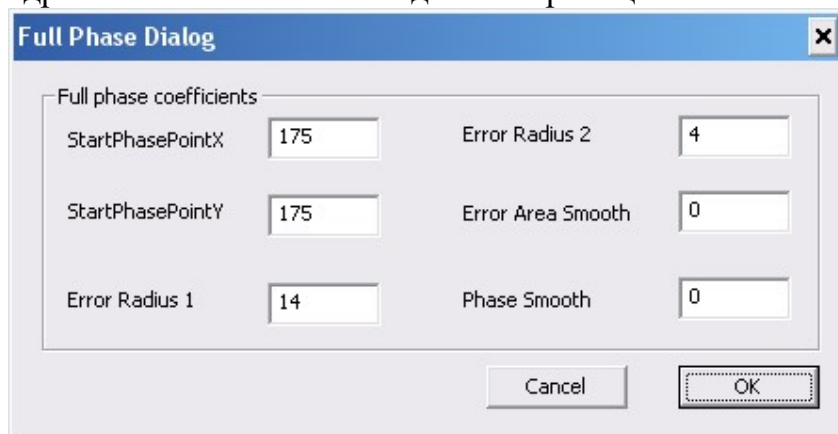 Full Phase Dialog
Full phase coefficients
StartPhasePointX 175 Error Radius 2 4
StartPhasePointY 175 Error Area Smooth 0
Error Radius 1 14 Phase Smooth 0
Cancel OK